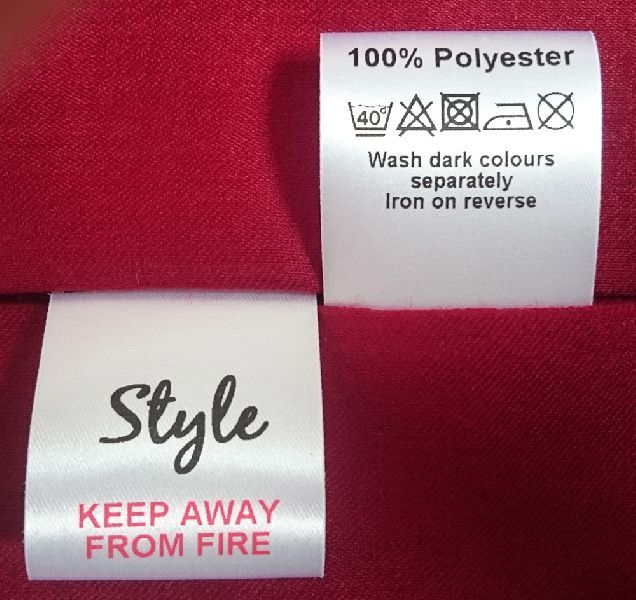 100% Polyester
40°
Wash dark colours
separately
Iron on reverse
Style
KEEP AWAY
FROM FIRE